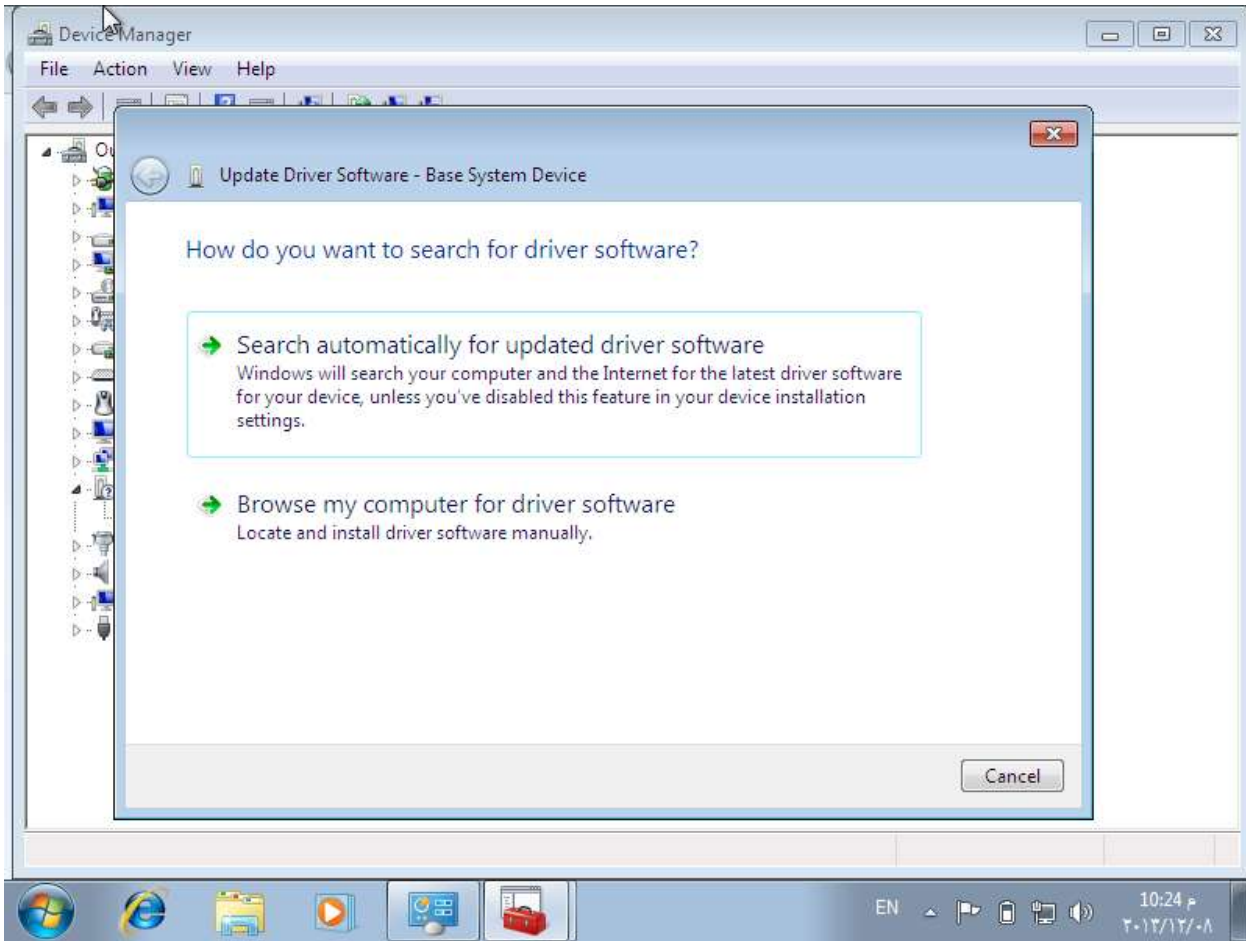 Device Manager
File Action View Help
Update Driver Software - Base System Device
How do you want to search for driver software?
Search automatically for updated driver software
Windows will search your computer and the Internet for the latest driver software
for your device, unless you've disabled this feature in your device installation
settings.
Browse my computer for driver software
Locate and install driver software manually.
Cancel
EN
10:24 م
٢٠١٣/١٢/٠٨